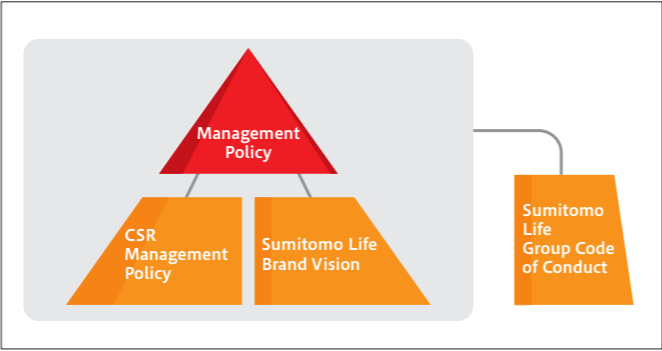 Management
Policy
CSR
Management
Policy
Sumitomo Life
Brand Vision
Sumitomo
Life
Group Code
of Conduct